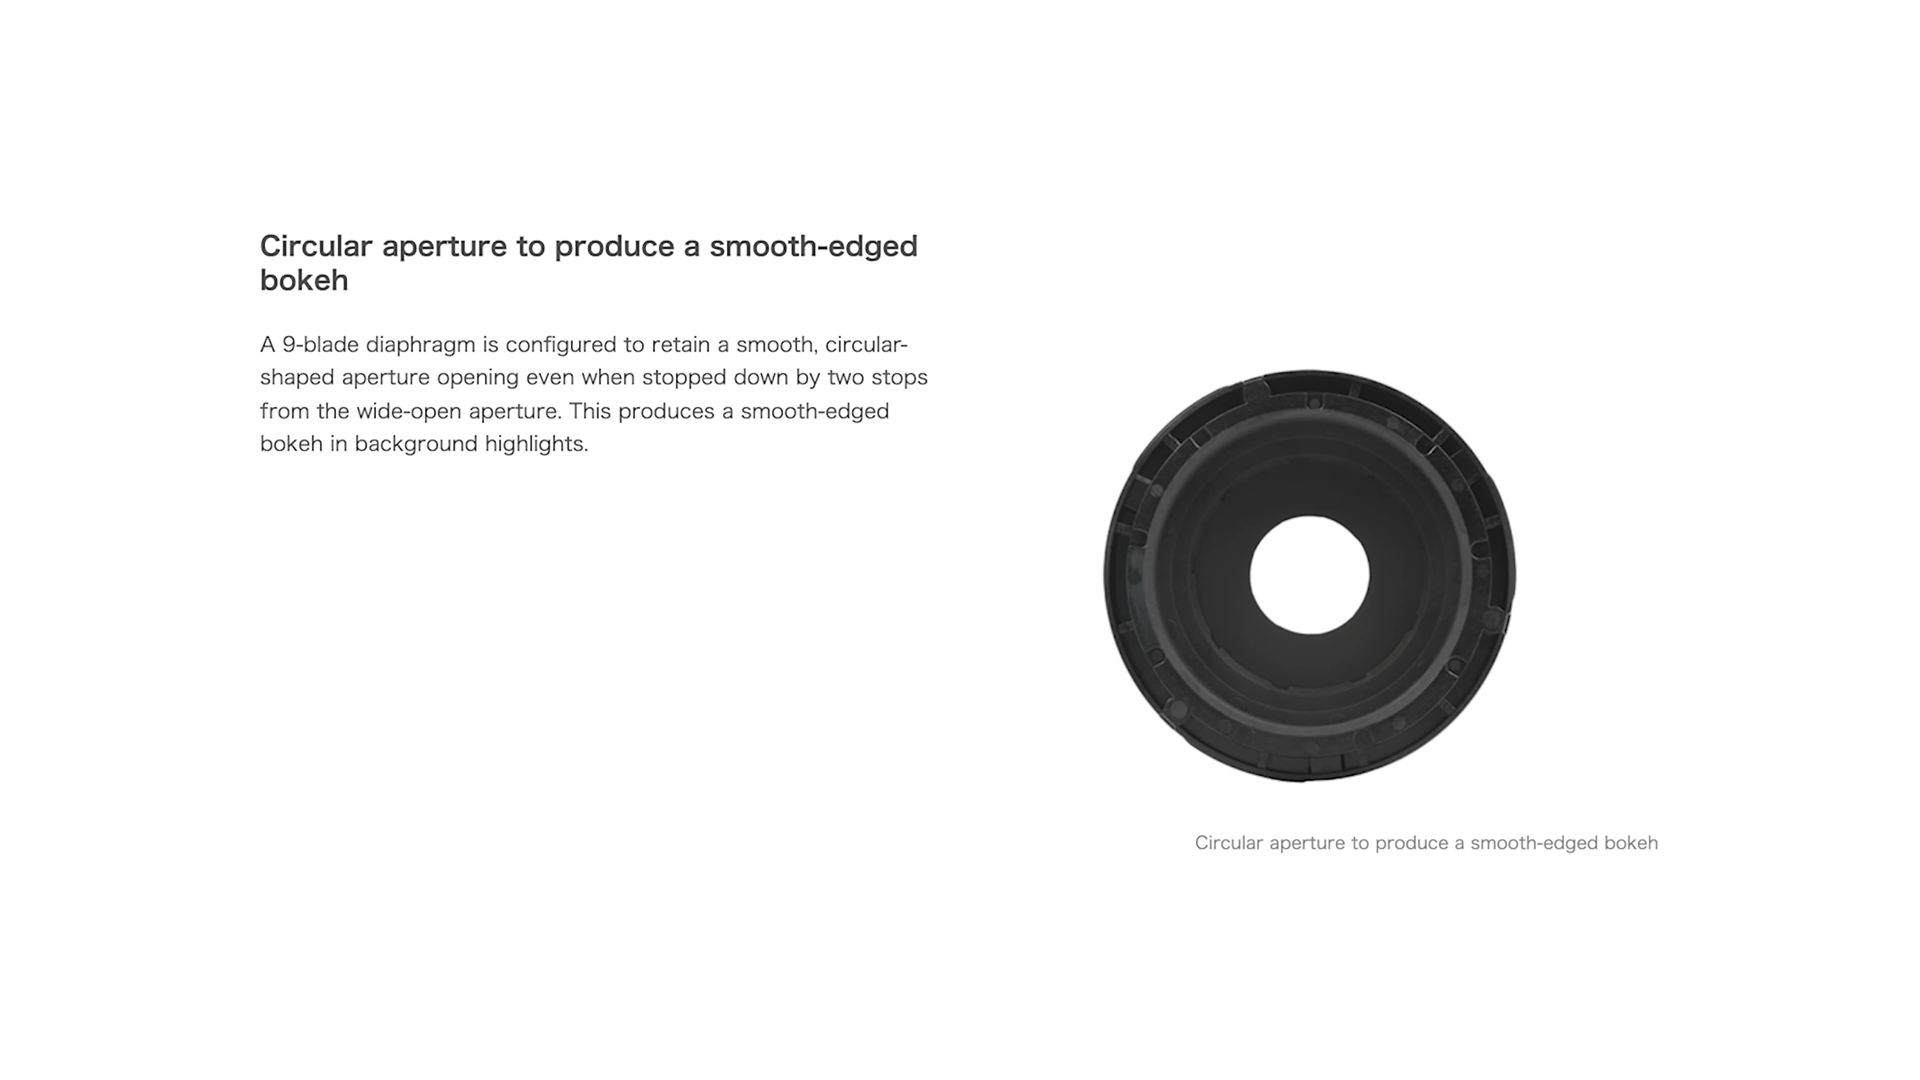 Circular aperture to produce a smooth-edged
bokeh
A 9-blade diaphragm is configured to retain a smooth, circular-
shaped aperture opening even when stopped down by two stops
from the wide-open aperture. This produces a smooth-edged
bokeh in background highlights.
Circular aperture to produce a smooth-edged bokeh